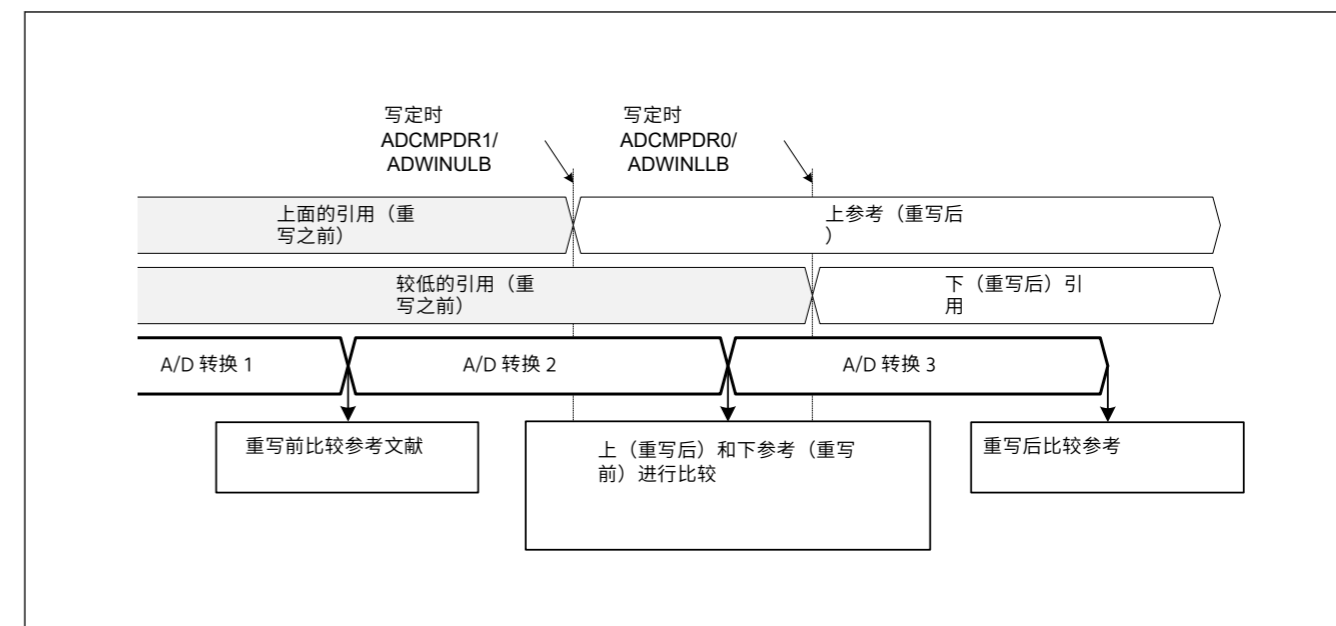 写定时
ADCMPDR1/
ADWINULB
写定时
ADCMPDR0/
ADWINLLB
上面的引用（重
写之前）
上参考（重写后
）
较低的引用（重
写之前）
下（重写后）引
用
A/D 转换 1
A/D 转换 2
A/D 转换 3
重写前比较参考文献
上（重写后）和下参考（重写
前）进行比较
重写后比较参考